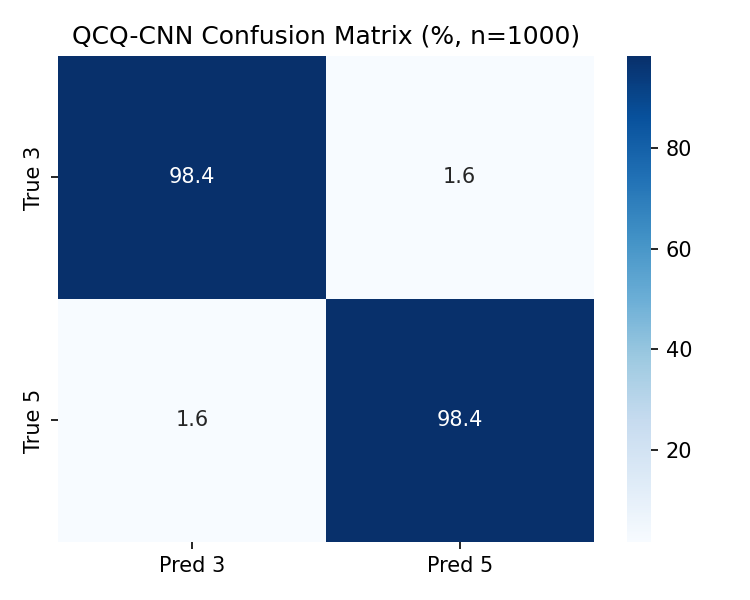 QCQ-CNN Confusion Matrix (%, n=1000)
True 3
98.4
1.6
True 5
1.6
98.4
Pred 3
Pred 5
80
60
40
20